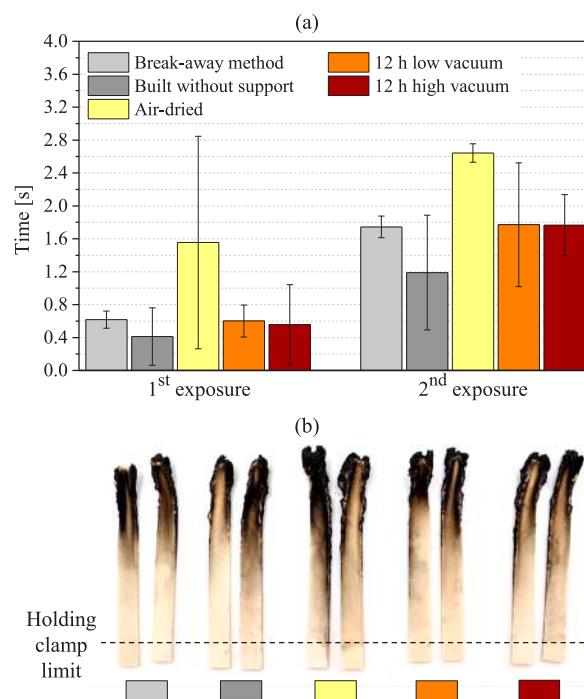 (a)
4.0
3.6
3.2
2.8
2.4
2.0
1.6
1.2
0.8
0.4
0.0
Time [s]
Break-away method
Built without support
Air-dried
12 h low vacuum
12 h high vacuum
1st exposure
2nd exposure
(b)
Holding
clamp
limit